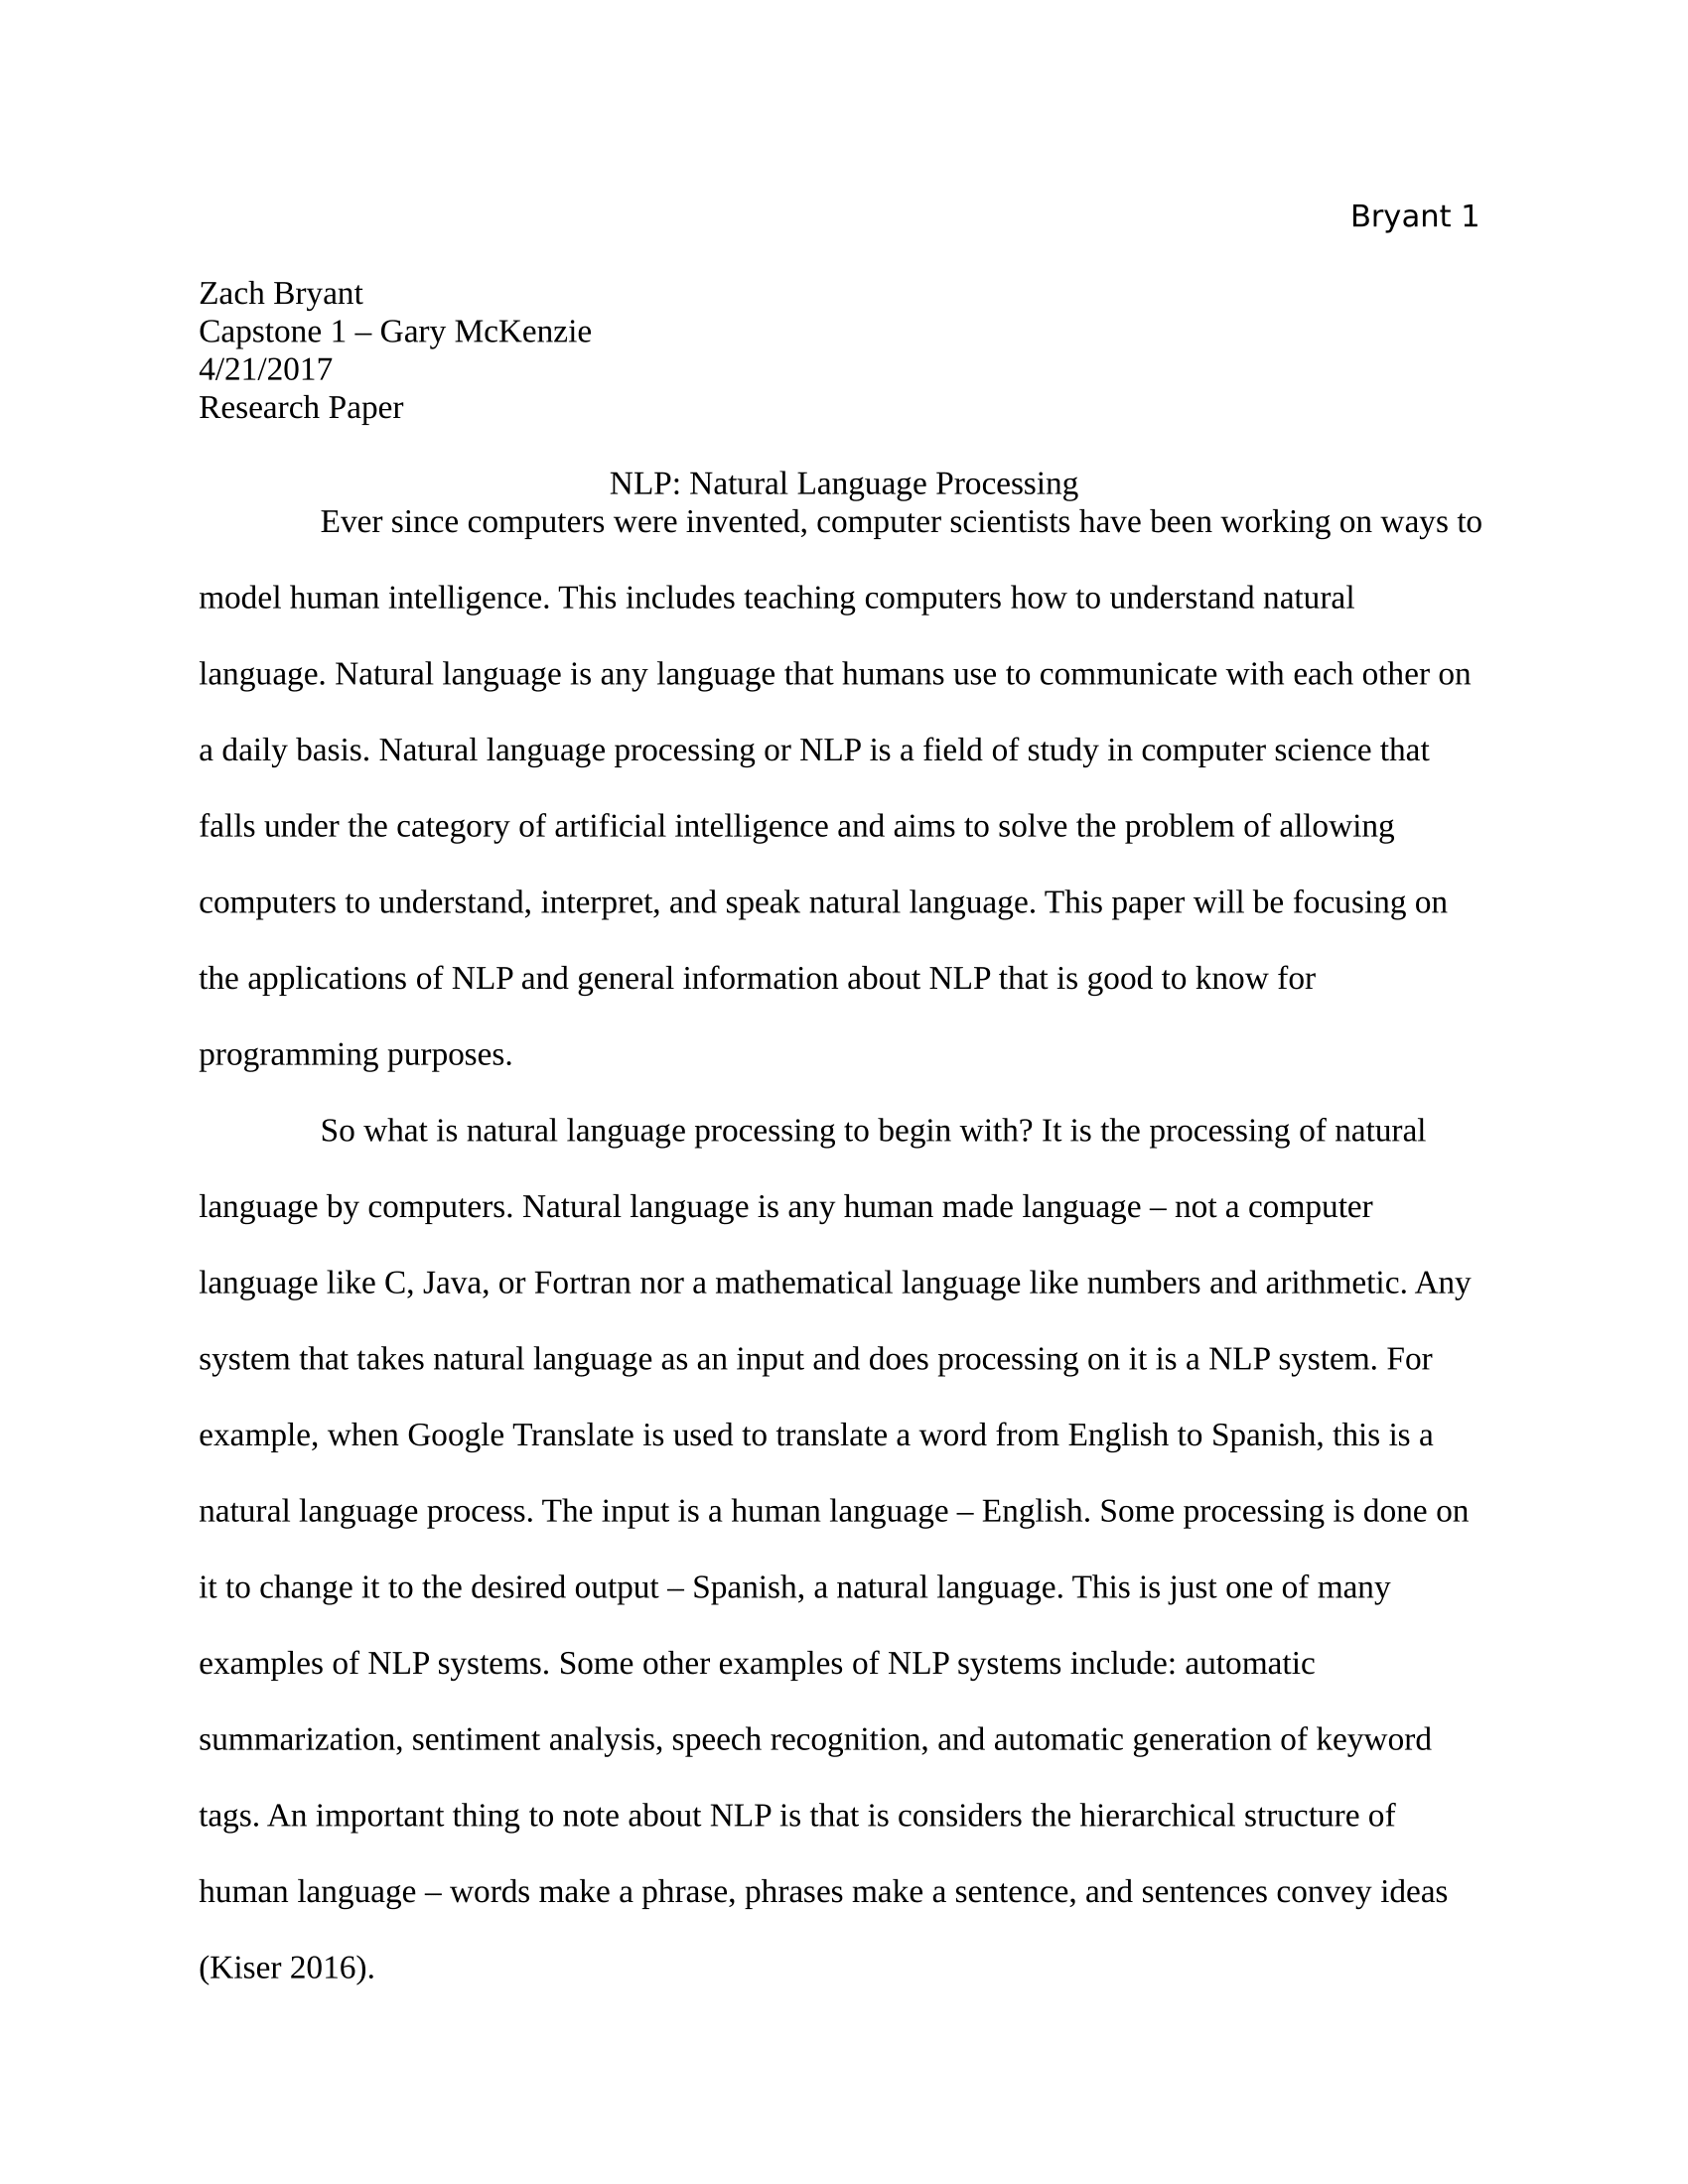 Bryant 1
Zach Bryant
Capstone 1 – Gary McKenzie
4/21/2017
Research Paper
NLP: Natural Language Processing
Ever since computers were invented, computer scientists have been working on ways to
model human intelligence. This includes teaching computers how to understand natural
language. Natural language is any language that humans use to communicate with each other on
a daily basis. Natural language processing or NLP is a field of study in computer science that
falls under the category of artificial intelligence and aims to solve the problem of allowing
computers to understand, interpret, and speak natural language. This paper will be focusing on
the applications of NLP and general information about NLP that is good to know for
programming purposes.
So what is natural language processing to begin with? It is the processing of natural
language by computers. Natural language is any human made language – not a computer
language like C, Java, or Fortran nor a mathematical language like numbers and arithmetic. Any
system that takes natural language as an input and does processing on it is a NLP system. For
example, when Google Translate is used to translate a word from English to Spanish, this is a
natural language process. The input is a human language – English. Some processing is done on
it to change it to the desired output – Spanish, a natural language. This is just one of many
examples of NLP systems. Some other examples of NLP systems include: automatic
summarization, sentiment analysis, speech recognition, and automatic generation of keyword
tags. An important thing to note about NLP is that is considers the hierarchical structure of
human language – words make a phrase, phrases make a sentence, and sentences convey ideas
(Kiser 2016).